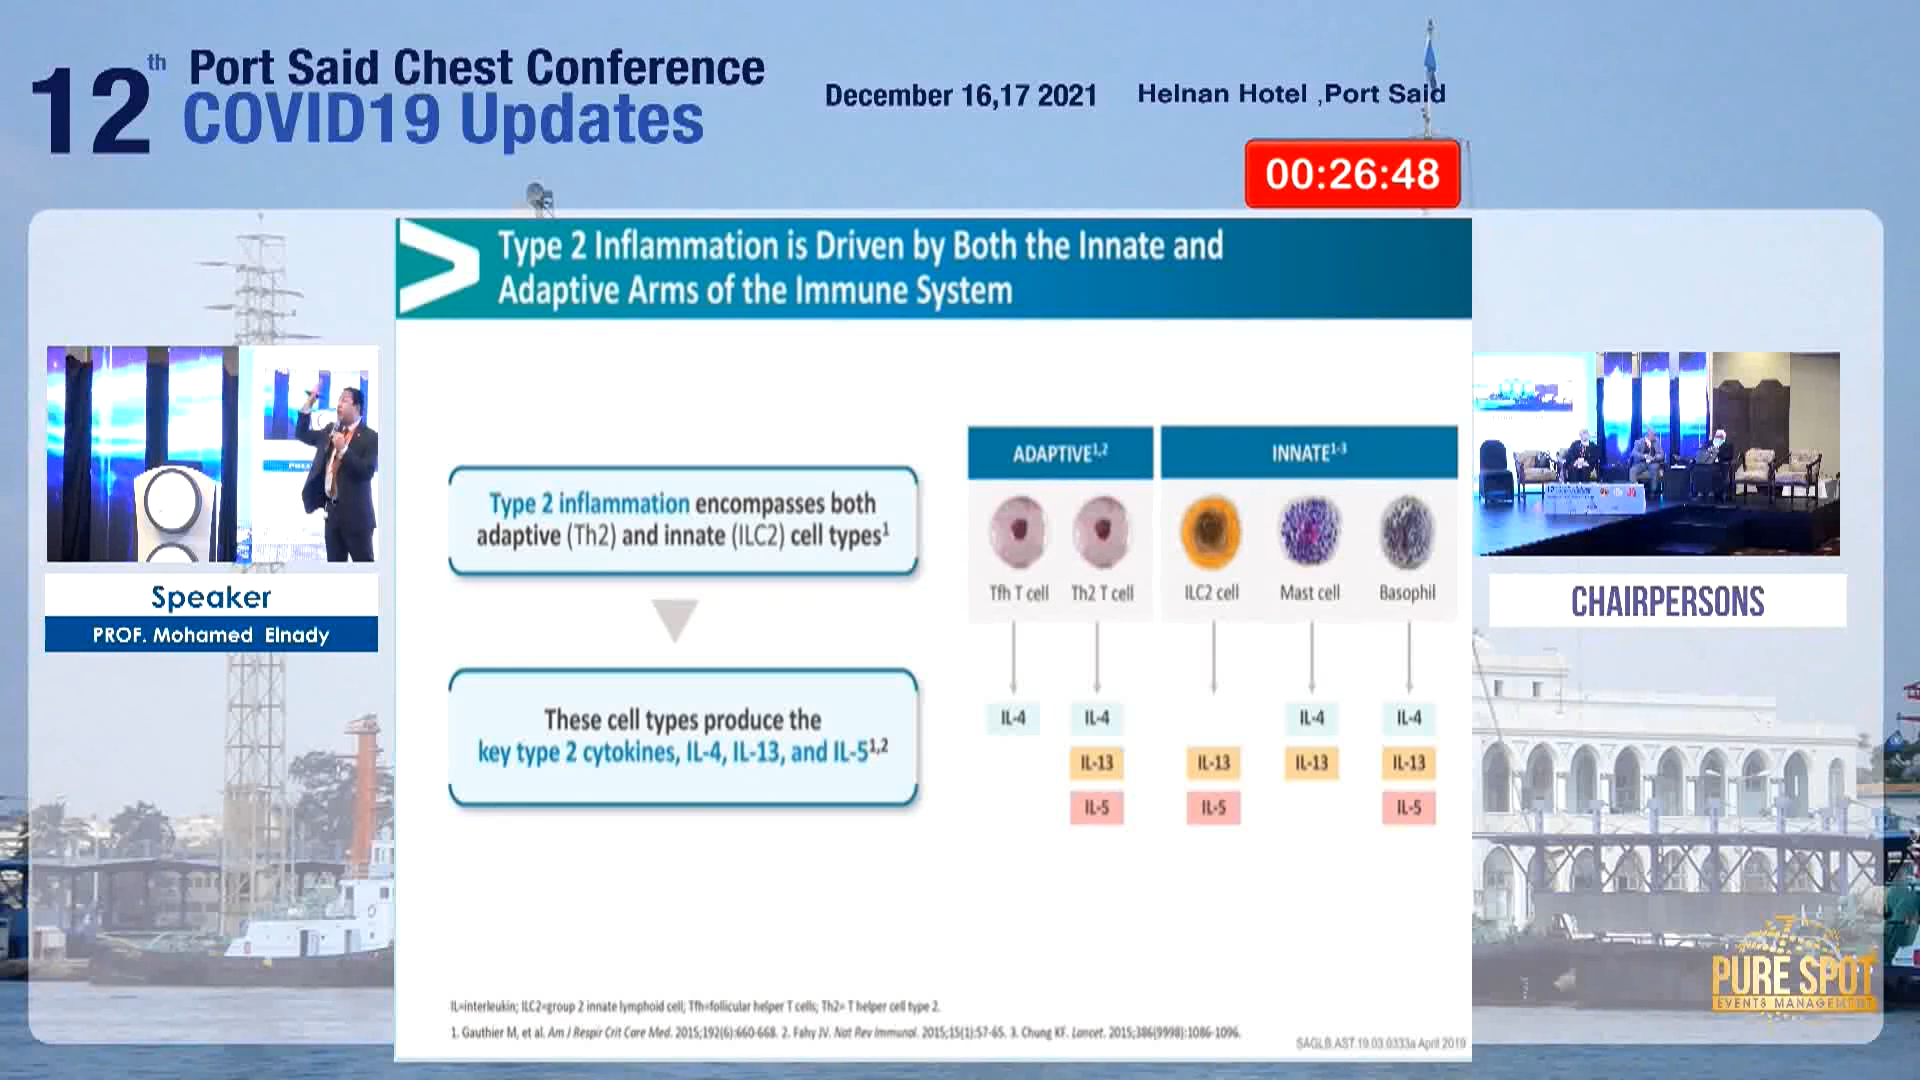 12th Port Said Chest Conference
COVID19 Updates
December 16,17 2021
Helnan Hotel ,Port Said
00:26:48
Type 2 Inflammation is Driven by Both the Innate and
Adaptive Arms of the Immune System
Type 2 inflammation encompasses both
adaptive (Th2) and innate (ILC2) cell types1
These cell types produce the
key type 2 cytokines, IL-4, IL-13, and IL-51,2
ADAPTIVE1,2 INNATE1-3
Tfh T cell Th2 T cell ILC2 cell Mast cell Basophil
IL-4 IL-4 IL-4 IL-4
IL-13 IL-13 IL-13 IL-13
IL-5 IL-5 IL-5
IL=interleukin; ILC2=group 2 innate lymphoid cell; Tfh=follicular helper T cells; Th2= T helper cell type 2.
1. Gauthier M, et al. Am J Respir Crit Care Med. 2015;192(6):660-668. 2. Fahy JV. Nat Rev Immunol. 2015;15(1):57-65. 3. Chung KF. Lancet. 2015;386(9998):1086-1096.
SAGLB.AST.19.03.0333a April 2019
Speaker
PROF. Mohamed Elnady
CHAIRPERSONS
PURE SPOT
EVENTS MANAGEMENT